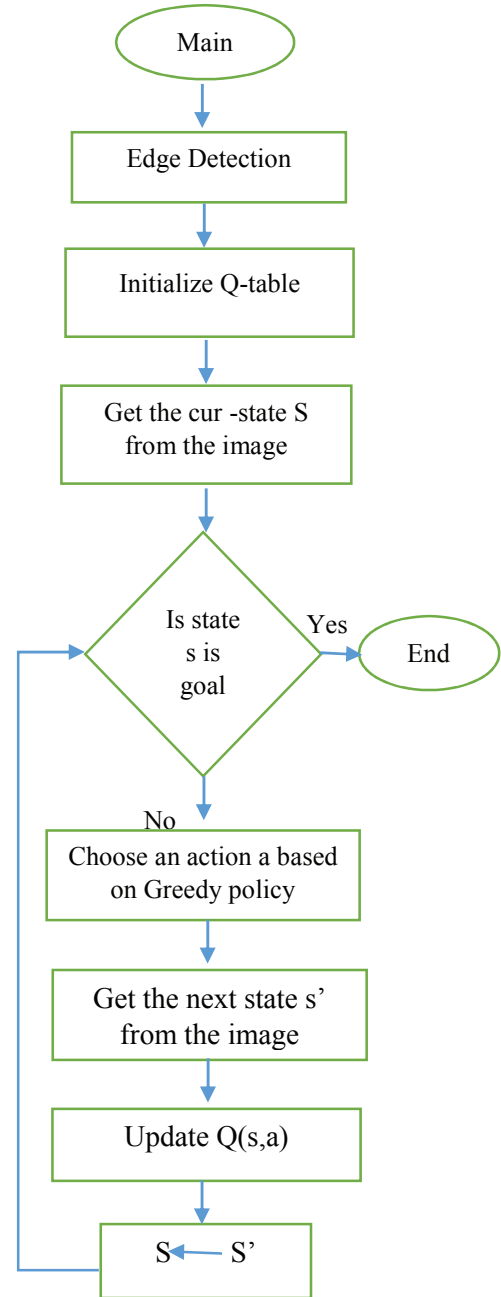 Main
Edge Detection
Initialize Q-table
Get the cur -state S
from the image
Is state
s is
goal
Yes
End
No
Choose an action a based
on Greedy policy
Get the next state s’
from the image
Update Q(s,a)
S S’